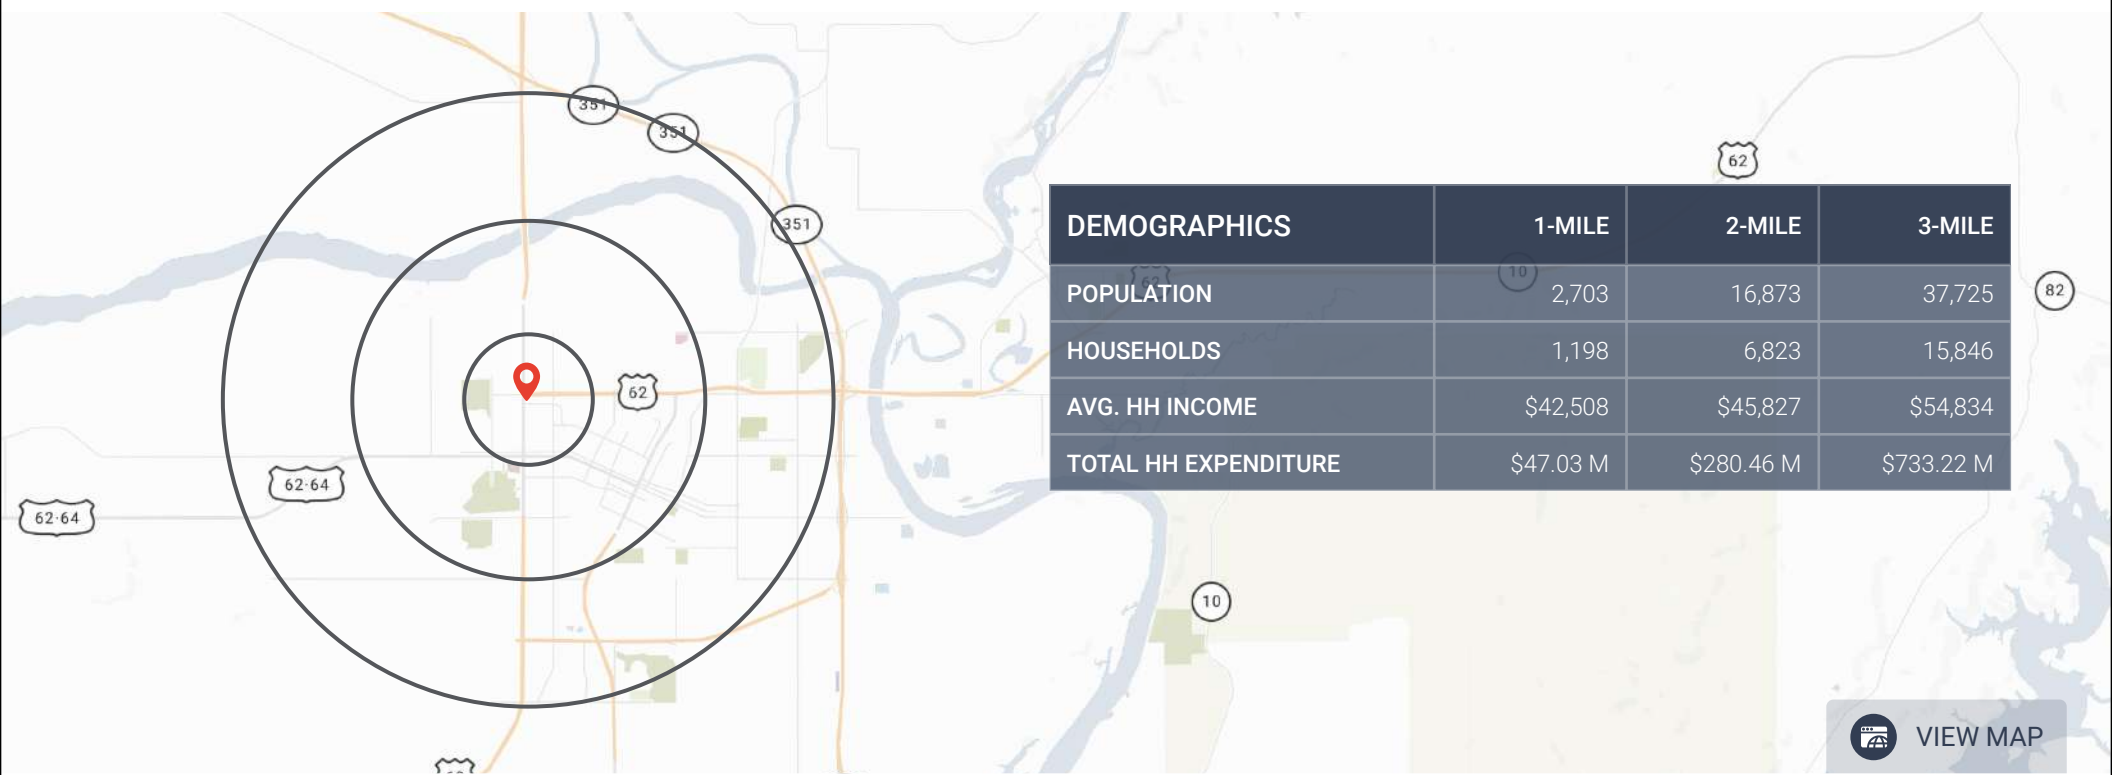 351
351
351
62
62·64
62·64
62
82
10
10
DEMOGRAPHICS 1-MILE 2-MILE 3-MILE
POPULATION 2,703 16,873 37,725
HOUSEHOLDS 1,198 6,823 15,846
AVG. HH INCOME $42,508 $45,827 $54,834
TOTAL HH EXPENDITURE $47.03 M $280.46 M $733.22 M
VIEW MAP